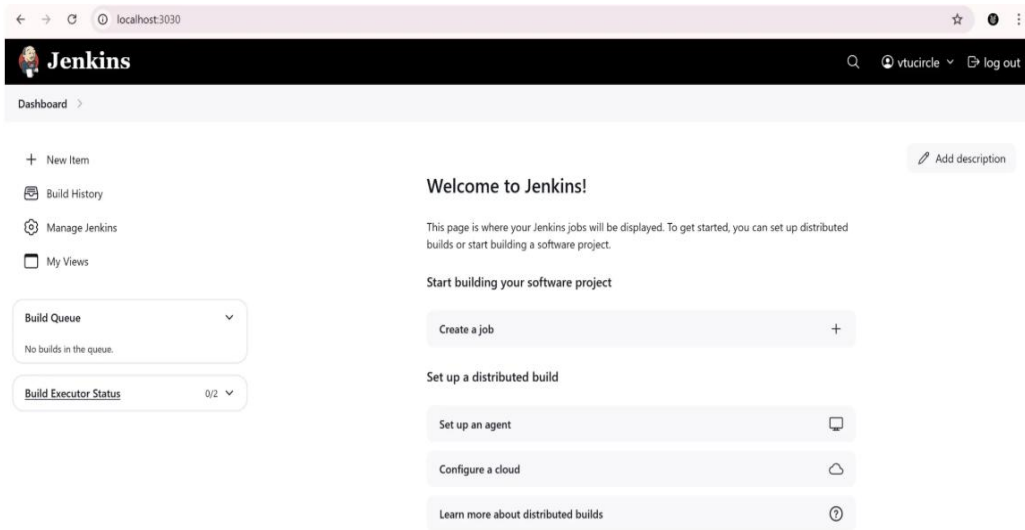 localhost:3030
Jenkins
vtucircle
log out
Dashboard
New Item
Build History
Manage Jenkins
My Views
Build Queue
No builds in the queue.
Build Executor Status
0/2
Add description
Welcome to Jenkins!
This page is where your Jenkins jobs will be displayed. To get started, you can set up distributed
builds or start building a software project.
Start building your software project
Create a job
Set up a distributed build
Set up an agent
Configure a cloud
Learn more about distributed builds